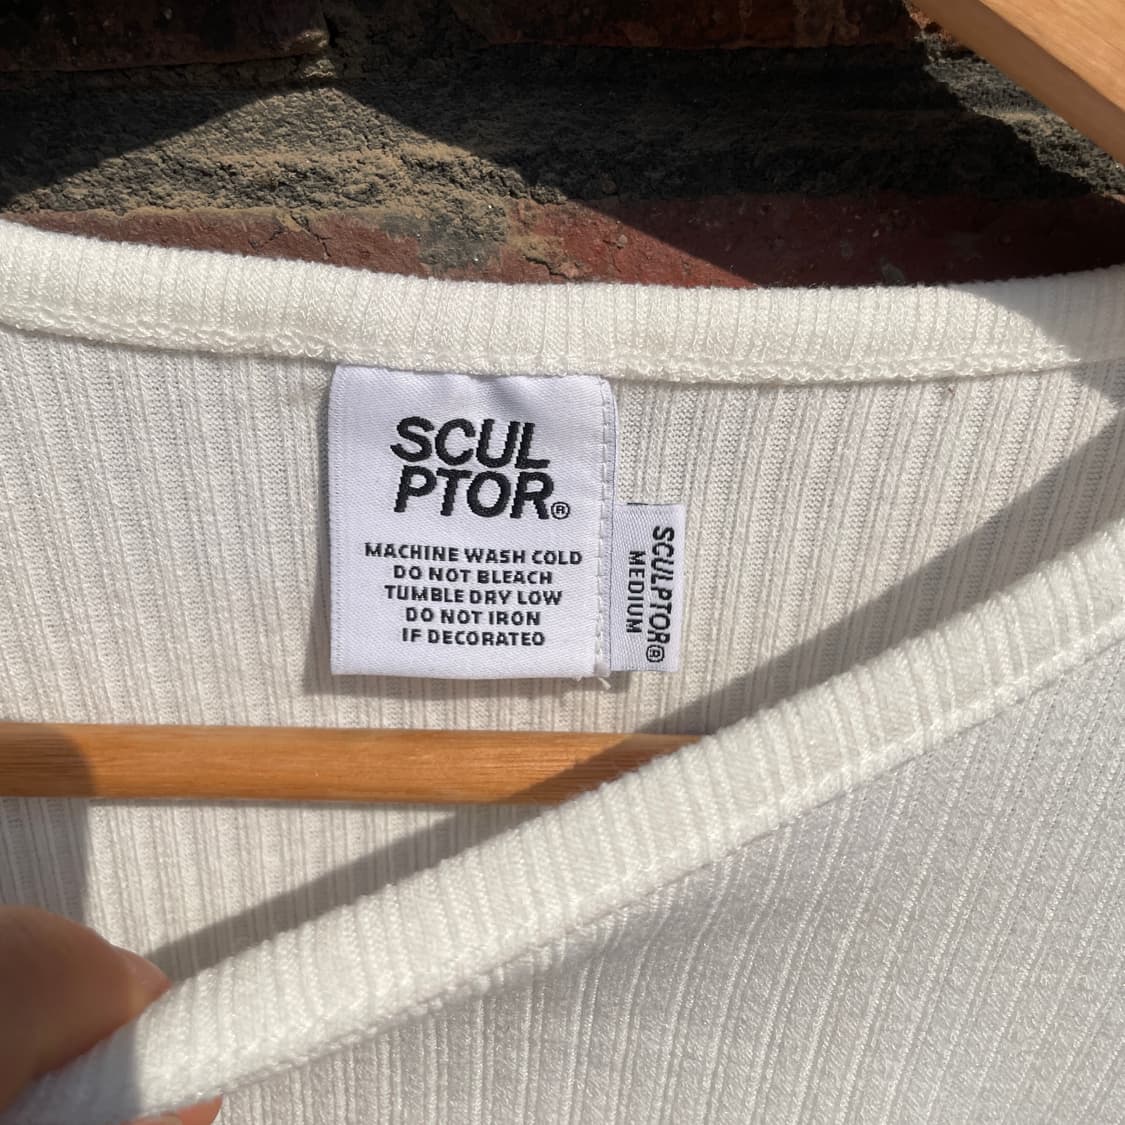 SCUL
PTOR®
MACHINE WASH COLD
DO NOT BLEACH
TUMBLE DRY LOW
DO NOT IRON
IF DECORATED
SCULPTOR®
MEDIUM